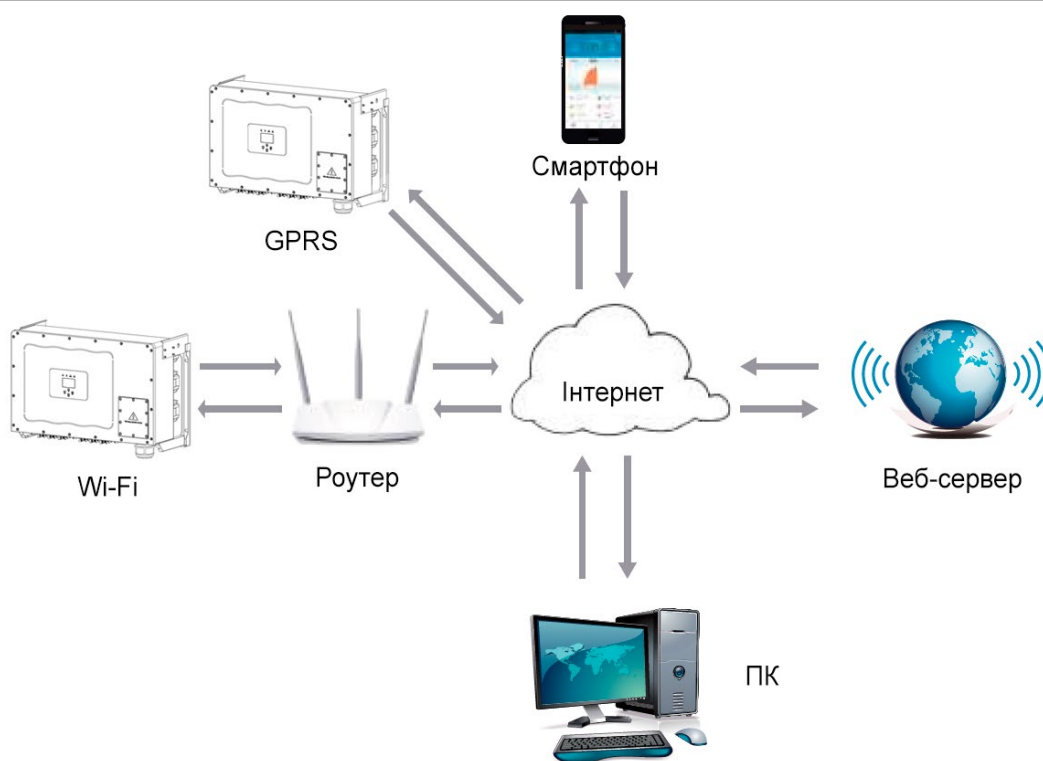 Смартфон
GPRS
Інтернет
Wi-Fi
Роутер
Веб-сервер
ПК